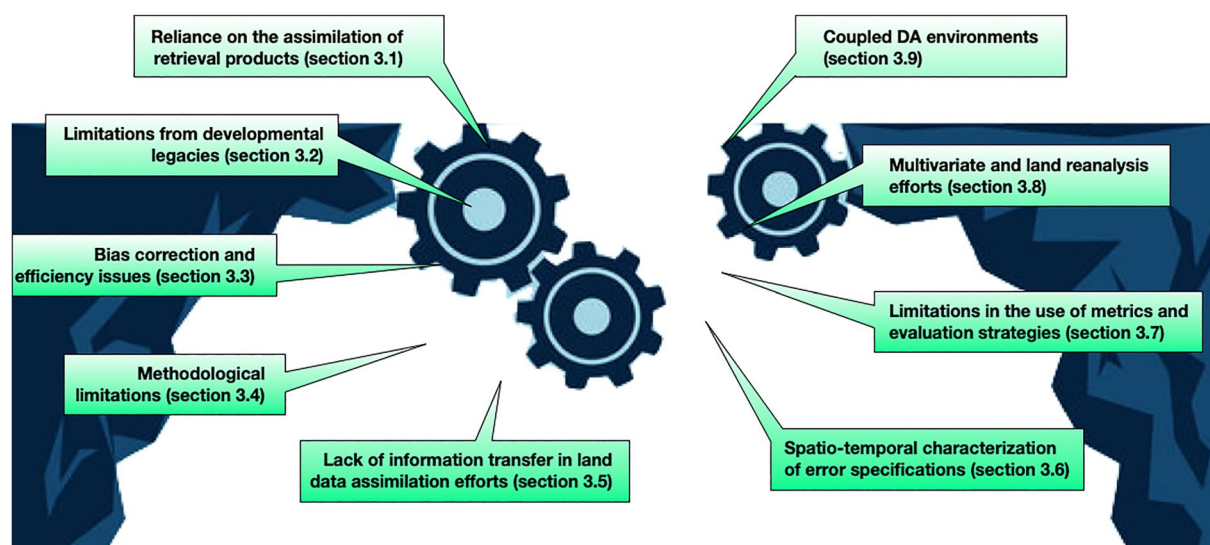 Reliance on the assimilation of
retrieval products (section 3.1)
Limitations from developmental
legacies (section 3.2)
Bias correction and
efficiency issues (section 3.3)
Methodological
limitations (section 3.4)
Lack of information transfer in land
data assimilation efforts (section 3.5)
Coupled DA environments
(section 3.9)
Multivariate and land reanalysis
efforts (section 3.8)
Limitations in the use of metrics and
evaluation strategies (section 3.7)
Spatio-temporal characterization
of error specifications (section 3.6)